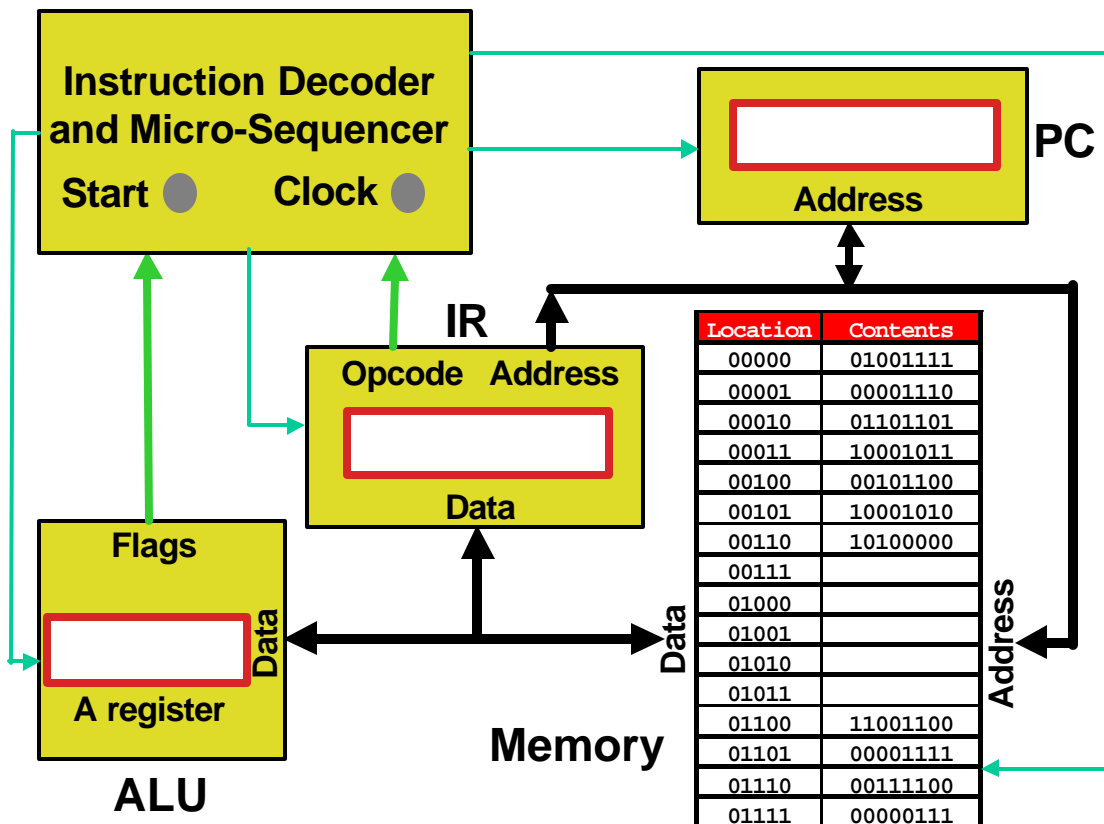 Instruction Decoder
and Micro-Sequencer
Start Clock
PC
Address
IR
Opcode Address
Data
Flags
Data
A register
ALU
Memory
Data
Address
Location Contents
00000 01001111
00001 00001110
00010 01101101
00011 10001011
00100 00101100
00101 10001010
00110 10100000
00111
01000
01001
01010
01011
01100 11001100
01101 00001111
01110 00111100
01111 00000111